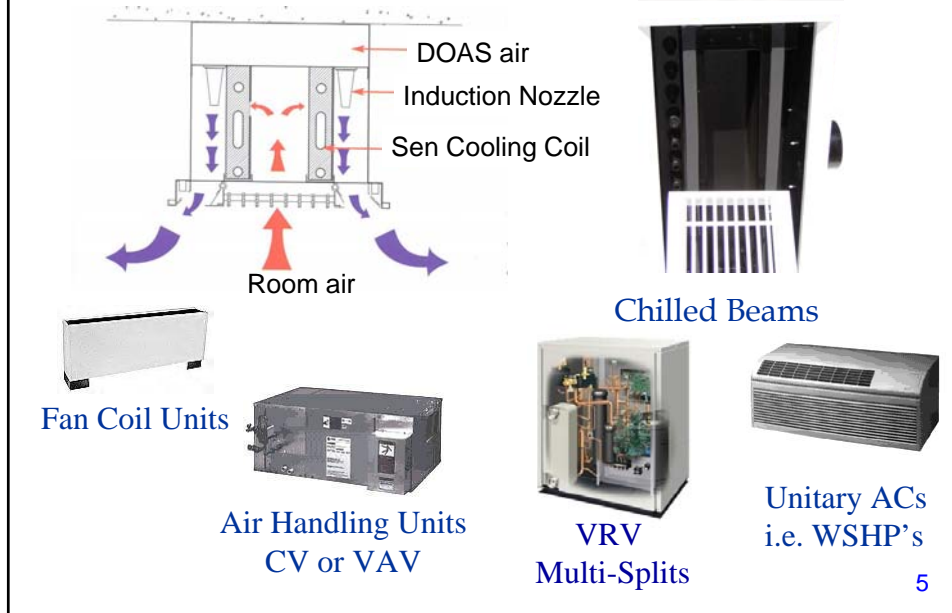 DOAS air
Induction Nozzle
Sen Cooling Coil
Room air
Chilled Beams
Fan Coil Units
Air Handling Units
CV or VAV
VRV
Multi-Splits
Unitary ACs
i.e. WSHP's
5